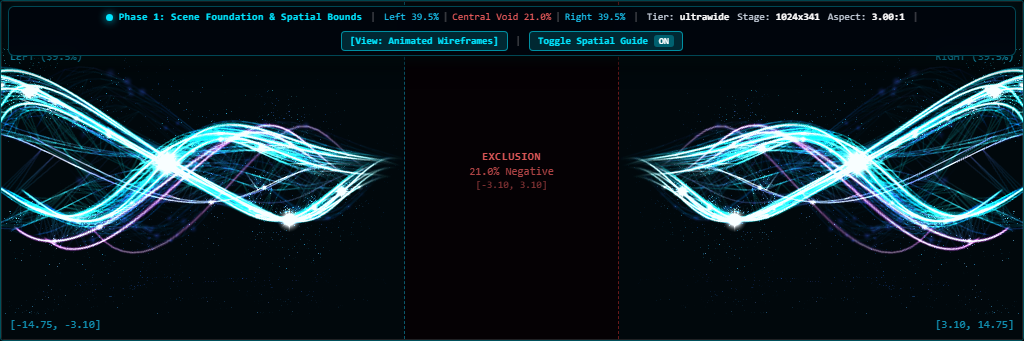 Phase 1: Scene Foundation & Spatial Bounds | Left 39.5% | Central Void 21.0% | Right 39.5% | Tier: ultrawide Stage: 1024x341 Aspect: 3.00:1 |
[View: Animated Wireframes] | Toggle Spatial Guide ON
LEFT (39.5%)
RIGHT (39.5%)
EXCLUSION
21.0% Negative
[-3.10, 3.10]
[-14.75, -3.10]
[3.10, 14.75]